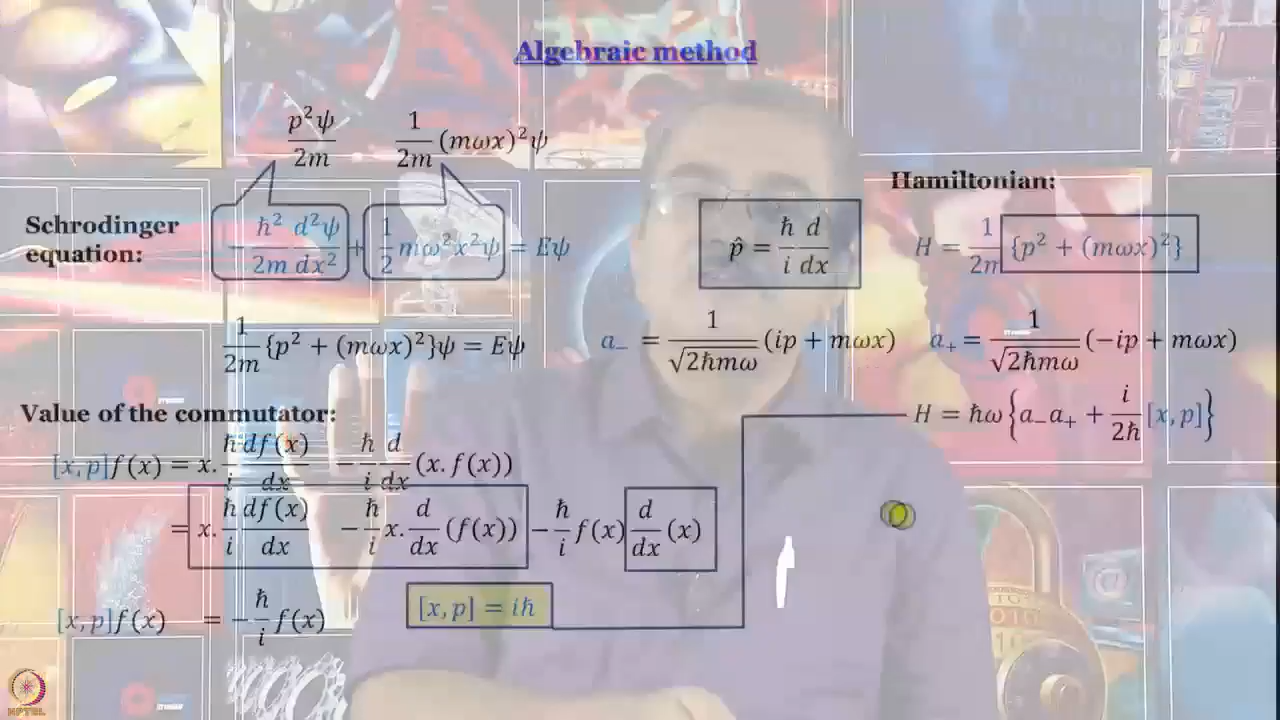 Algebraic method
p²ψ/2m    1/2m (mωx)²ψ
Hamiltonian:
Schrodinger equation: −ħ²/2m d²ψ/dx² + 1/2 mω²x²ψ = Eψ    p̂ = ħ/i d/dx    H = 1/2m {p² + (mωx)²}
1/2m {p² + (mωx)²}ψ = Eψ    a₋ = 1/√(2ħmω) (ip + mωx)    a₊ = 1/√(2ħmω) (−ip + mωx)
Value of the commutator:    H = ħω{a₋a₊ + i/2ħ [x,p]}
[x,p]f(x) = x. ħ/i df(x)/dx − ħ/i d/dx (x.f(x))
= x. ħ/i df(x)/dx − ħ/i x. d/dx (f(x)) − ħ/i f(x) d/dx (x)
[x,p]f(x) = − ħ/i f(x)    [x,p] = iħ
@
NPTEL